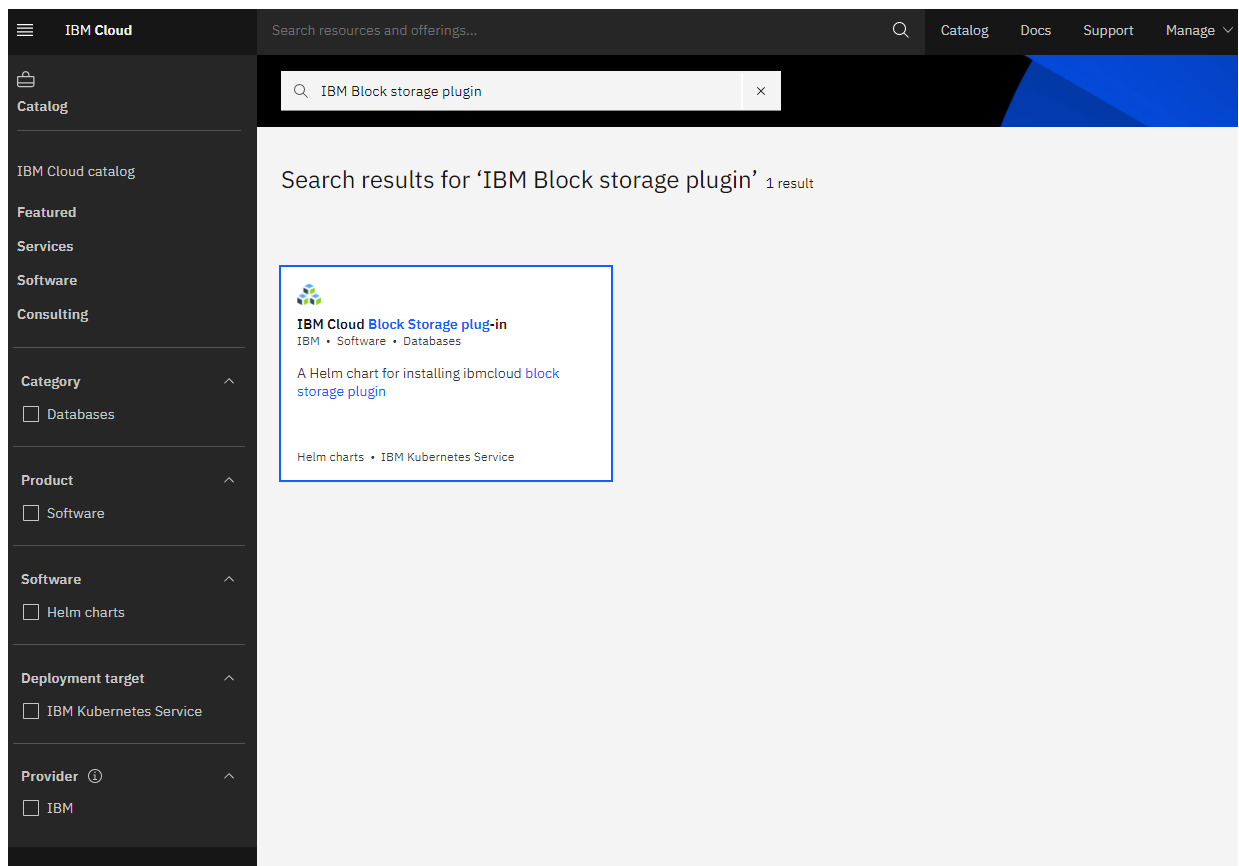 IBM Cloud
Search resources and offerings...
Catalog
Docs
Support
Manage
Catalog
IBM Cloud catalog
Featured
Services
Software
Consulting
Category
Databases
Product
Software
Software
Helm charts
Deployment target
IBM Kubernetes Service
Provider
IBM
IBM Block storage plugin
Search results for ‘IBM Block storage plugin’ 1 result
IBM Cloud Block Storage plug-in
IBM • Software • Databases
A Helm chart for installing ibmcloud block
storage plugin
Helm charts • IBM Kubernetes Service